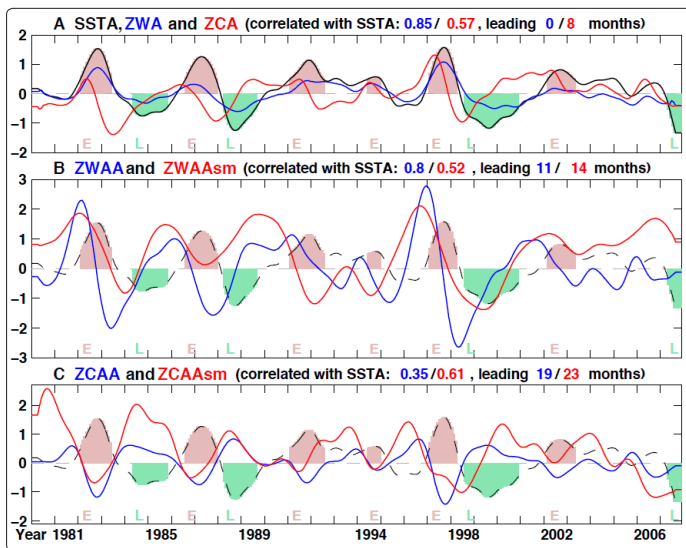 A SSTA, ZWA and ZCA (correlated with SSTA: 0.85/ 0.57, leading 0/ 8 months)
2
1
0
−1
−2
E L E L E E E L E L
B ZWAA and ZWAAsm (correlated with SSTA: 0.8/0.52, leading 11/ 14 months)
3
2
1
0
−1
−2
−3
E L E L E E E L E L
C ZCAA and ZCAAsm (correlated with SSTA: 0.35/0.61, leading 19/ 23 months)
2
1
0
−1
−2
E L E L E E E L E L
Year 1981 1985 1989 1994 1998 2002 2006